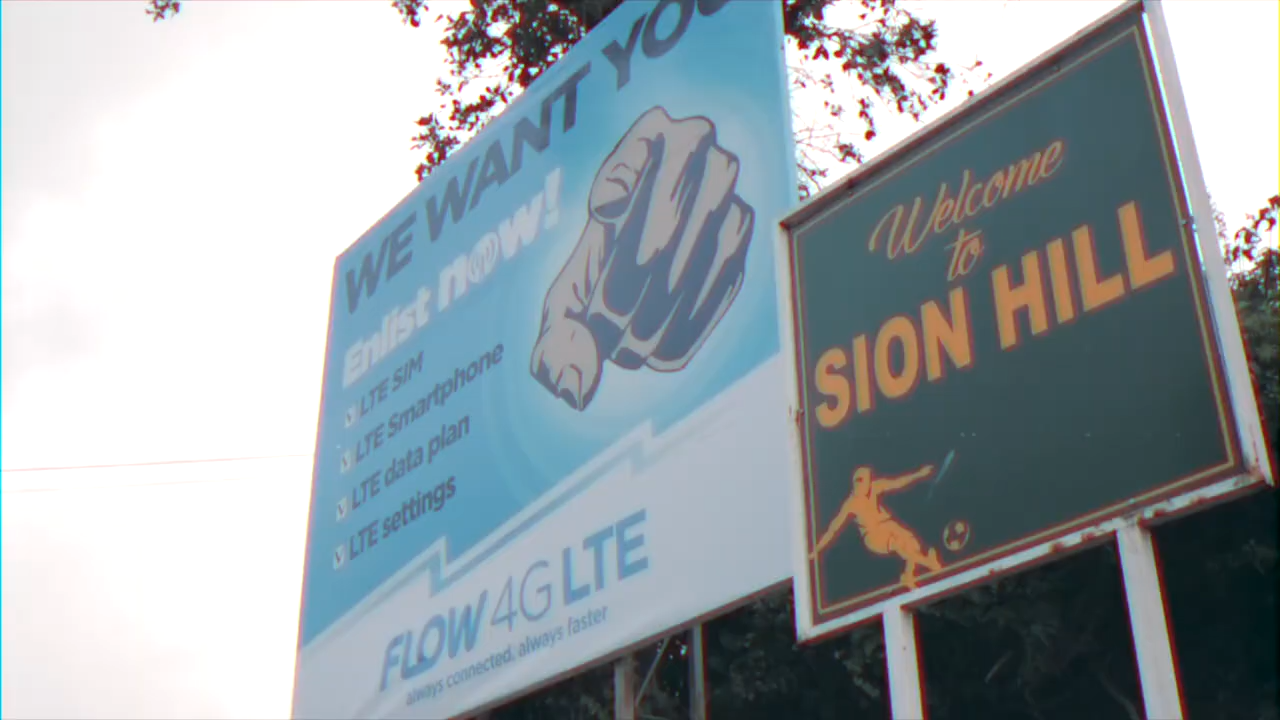 WE WANT YOU
Enlist now!
LTE SIM
LTE Smartphone
LTE data plan
LTE settings
FLOW 4G LTE
always connected, always faster
Welcome
to
SION HILL